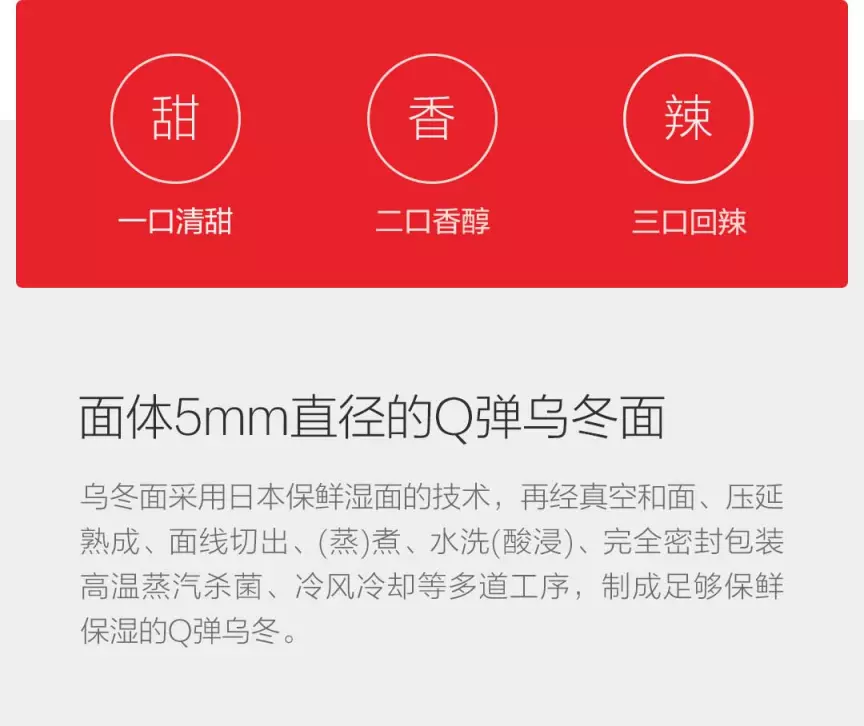 甜 香 辣
一口清甜 二口香醇 三口回辣
面体5mm直径的Q弹乌冬面
乌冬面采用日本保鲜湿面的技术，再经真空和面、压延
熟成、面线切出、(蒸)煮、水洗(酸浸)、完全密封包装
高温蒸汽杀菌、冷风冷却等多道工序，制成足够保鲜
保湿的Q弹乌冬。